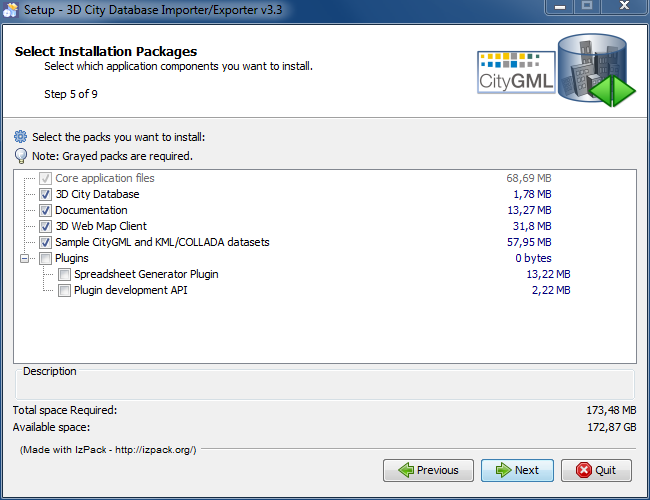 Setup - 3D City Database Importer/Exporter v3.3
Select Installation Packages
Select which application components you want to install.
Step 5 of 9
CityGML
Select the packs you want to install:
Note: Grayed packs are required.
Core application files 68,69 MB
3D City Database 1,78 MB
Documentation 13,27 MB
3D Web Map Client 31,8 MB
Sample CityGML and KML/COLLADA datasets 57,95 MB
Plugins 0 bytes
Spreadsheet Generator Plugin 13,22 MB
Plugin development API 2,22 MB
Description
Total space Required: 173,48 MB
Available space: 172,87 GB
(Made with IzPack - http://izpack.org/)
Previous Next Quit